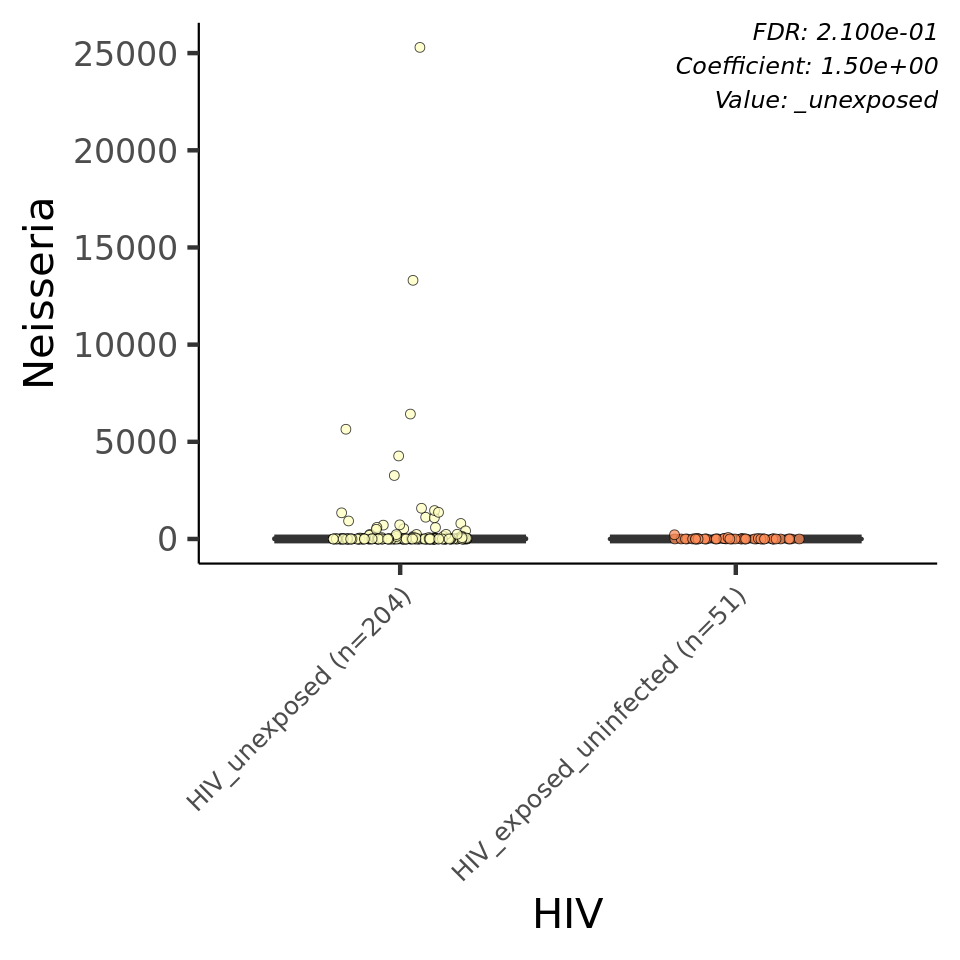 FDR: 2.100e-01
Coefficient: 1.50e+00
Value: _unexposed
Neisseria
25000
20000
15000
10000
5000
0
HIV_unexposed (n=204)
HIV_exposed_uninfected (n=51)
HIV